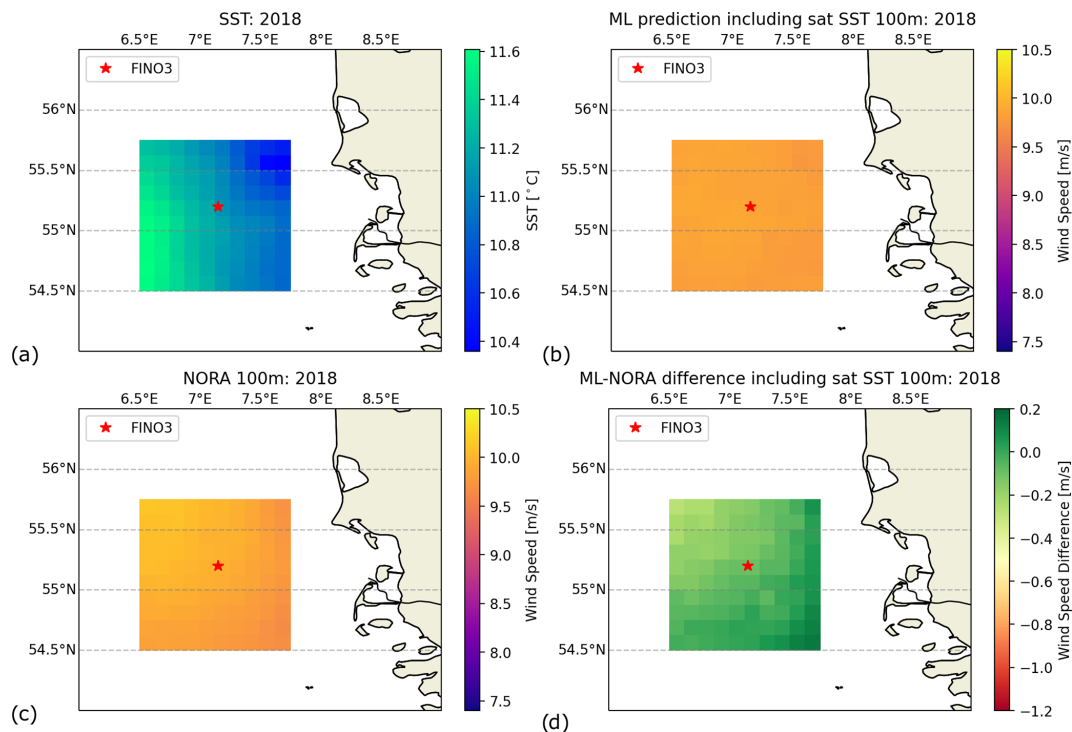 SST: 2018
6.5°E 7°E 7.5°E 8°E 8.5°E
FINO3
56°N
55.5°N
55°N
54.5°N
11.6
11.4
11.2
11.0
10.8
10.6
10.4
SST [°C]
(a)
ML prediction including sat SST 100m: 2018
6.5°E 7°E 7.5°E 8°E 8.5°E
FINO3
56°N
55.5°N
55°N
54.5°N
10.5
10.0
9.5
9.0
8.5
8.0
7.5
Wind Speed [m/s]
(b)
NORA 100m: 2018
6.5°E 7°E 7.5°E 8°E 8.5°E
FINO3
56°N
55.5°N
55°N
54.5°N
10.5
10.0
9.5
9.0
8.5
8.0
7.5
Wind Speed [m/s]
(c)
ML-NORA difference including sat SST 100m: 2018
6.5°E 7°E 7.5°E 8°E 8.5°E
FINO3
56°N
55.5°N
55°N
54.5°N
0.2
0.0
−0.2
−0.4
−0.6
−0.8
−1.0
−1.2
Wind Speed Difference [m/s]
(d)